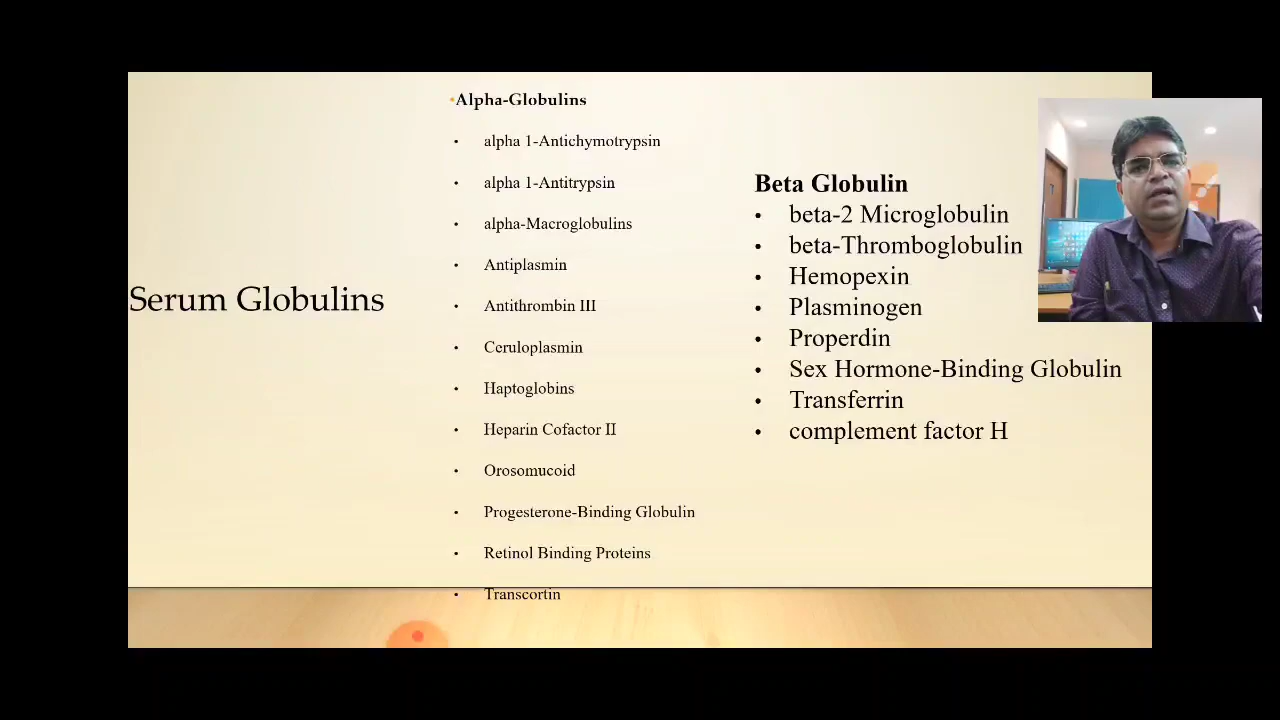 Serum Globulins
•Alpha-Globulins
• alpha 1-Antichymotrypsin
• alpha 1-Antitrypsin
• alpha-Macroglobulins
• Antiplasmin
• Antithrombin III
• Ceruloplasmin
• Haptoglobins
• Heparin Cofactor II
• Orosomucoid
• Progesterone-Binding Globulin
• Retinol Binding Proteins
• Transcortin
Beta Globulin
• beta-2 Microglobulin
• beta-Thromboglobulin
• Hemopexin
• Plasminogen
• Properdin
• Sex Hormone-Binding Globulin
• Transferrin
• complement factor H